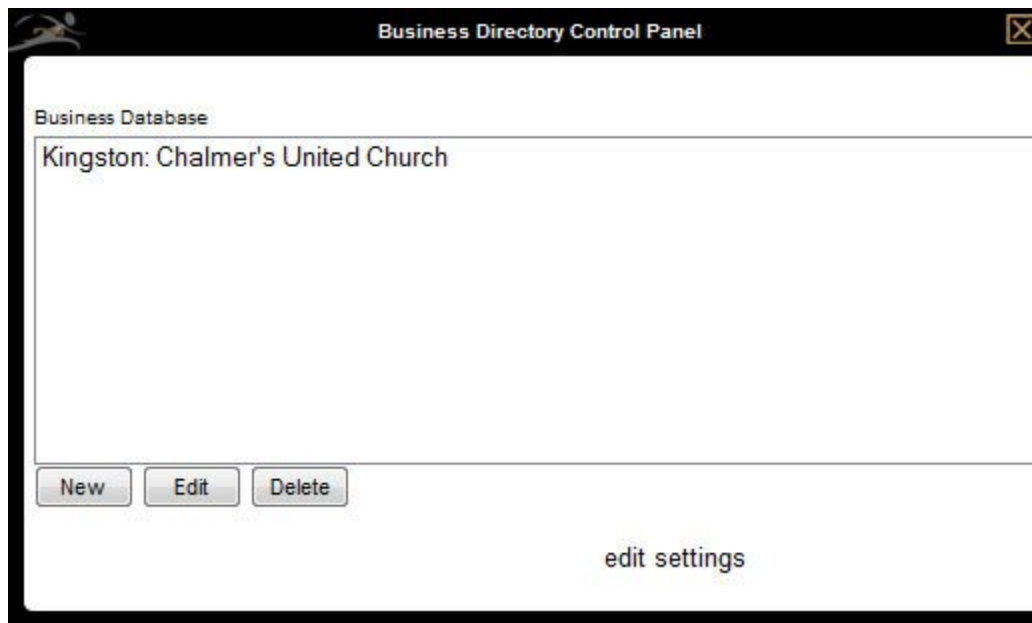 Business Directory Control Panel
Business Database
Kingston: Chalmer's United Church
New Edit Delete
edit settings